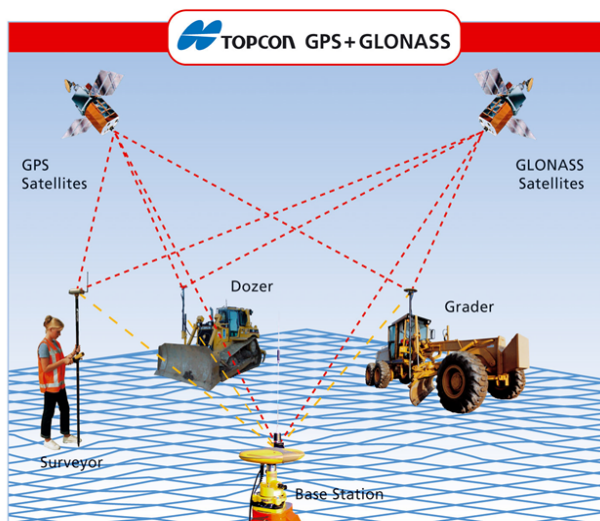 TOPCON GPS+GLONASS
GPS
Satellites
GLONASS
Satellites
Dozer
Grader
Surveyor
Base Station